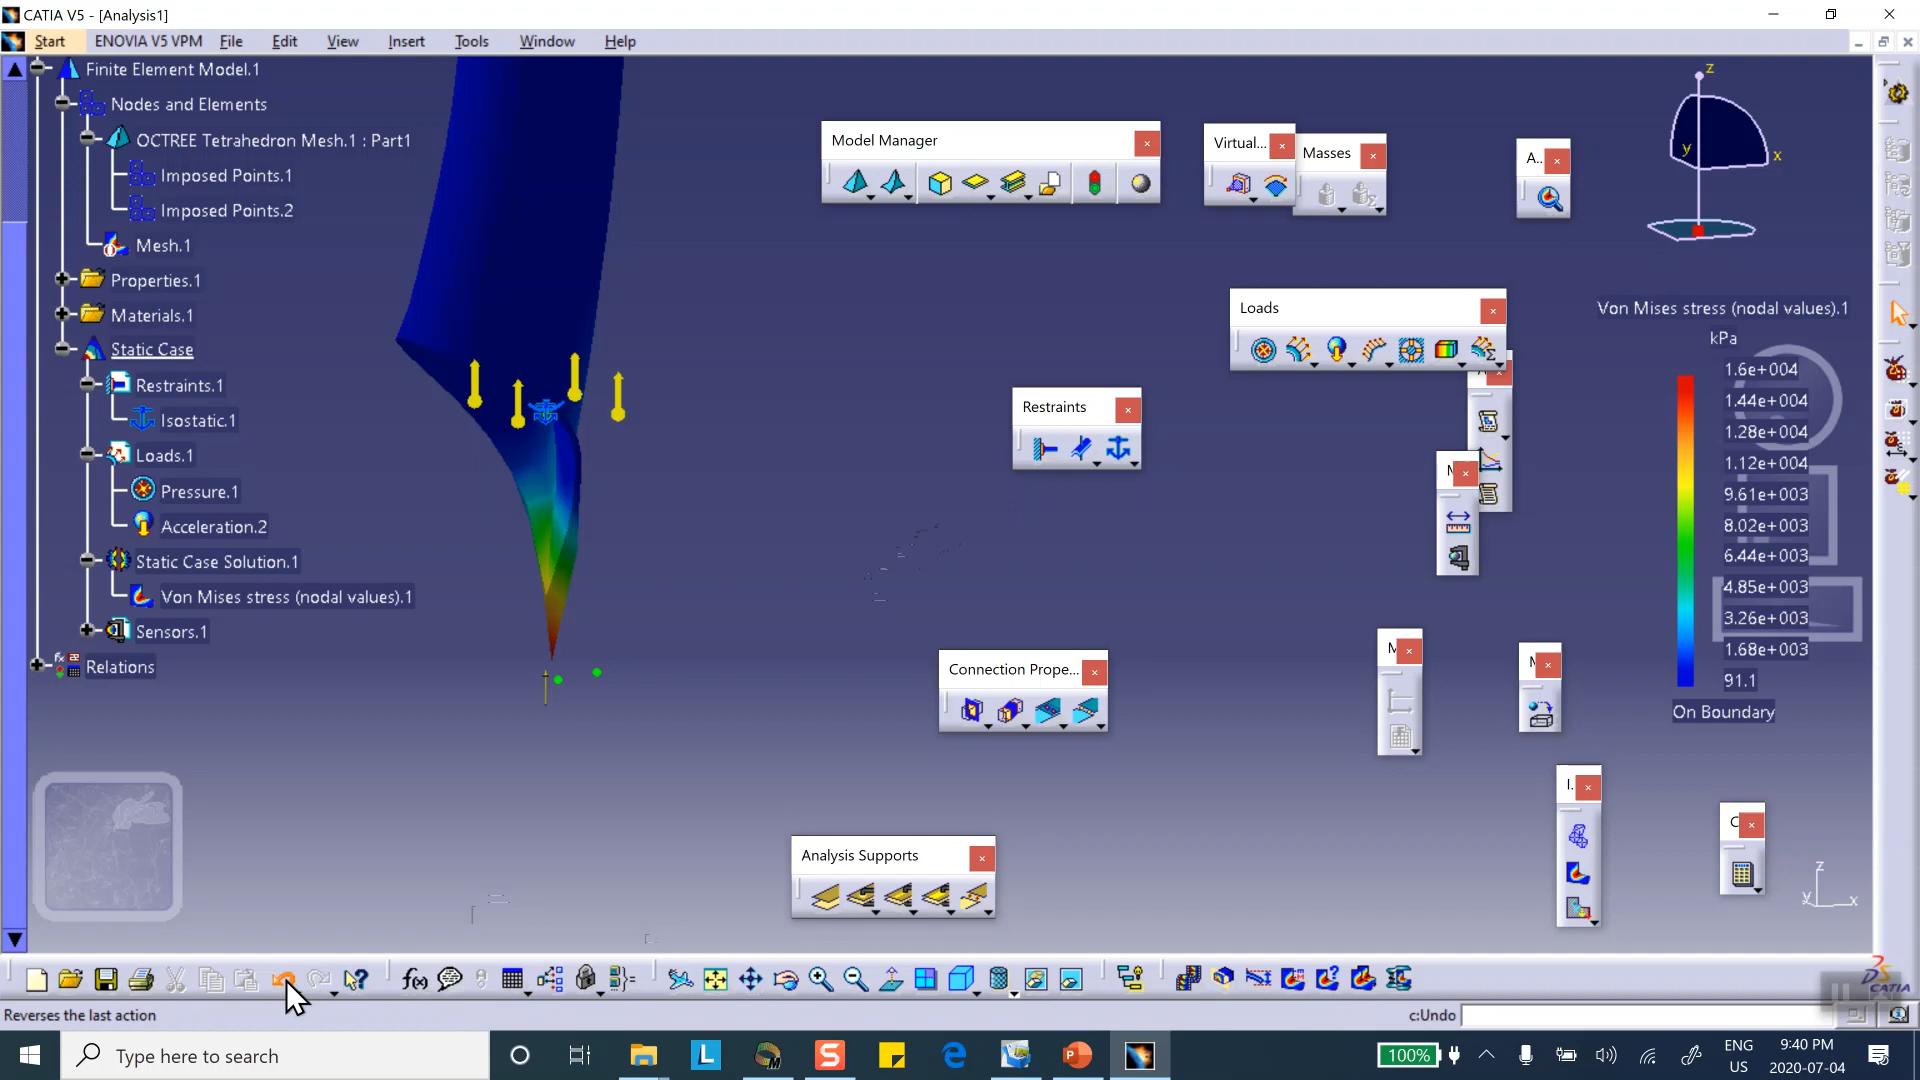 CATIA V5 - [Analysis1]
Start ENOVIA V5 VPM File Edit View Insert Tools Window Help
Finite Element Model.1
Nodes and Elements
OCTREE Tetrahedron Mesh.1 : Part1
Imposed Points.1
Imposed Points.2
Mesh.1
Properties.1
Materials.1
Static Case
Restraints.1
Isostatic.1
Loads.1
Pressure.1
Acceleration.2
Static Case Solution.1
Von Mises stress (nodal values).1
Sensors.1
Relations
Model Manager
Virtual...
Masses
A..
Loads
Restraints
Connection Prope...
Analysis Supports
I.
z
y
x
Von Mises stress (nodal values).1
kPa
1.6e+004
1.44e+004
1.28e+004
1.12e+004
9.61e+003
8.02e+003
6.44e+003
4.85e+003
3.26e+003
1.68e+003
91.1
On Boundary
z
y x
f(x)
CATIA
Reverses the last action
c:Undo
Type here to search
100%
ENG
US
9:40 PM
2020-07-04